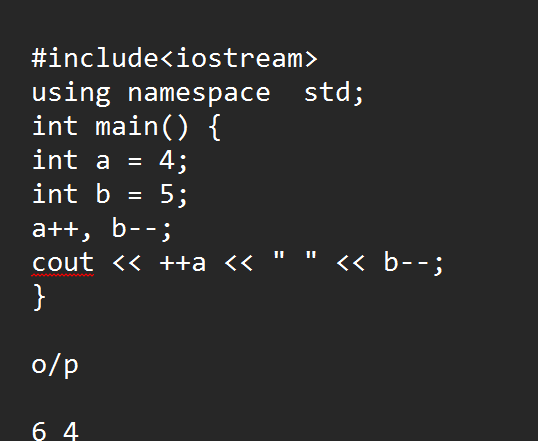 #include<iostream>
using namespace  std;
int main() {
int a = 4;
int b = 5;
a++, b--;
cout << ++a << " " << b--;
}
o/p
6 4